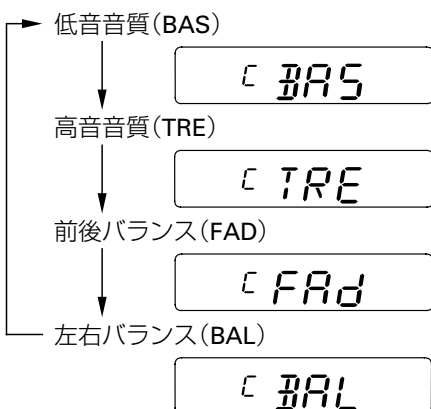 低音音質(BAS)
C BAS
高音音質(TRE)
C TRE
前後バランス(FAD)
C FAd
左右バランス(BAL)
C BAL